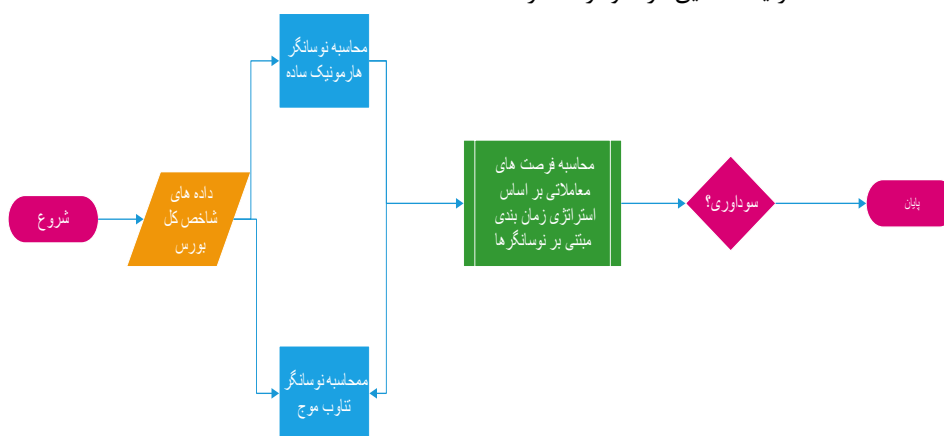 شروع
داده های
شاخص کل
بورس
محاسبه نوسانگر
هارمونیک ساده
ممحاسبه نوسانگر
تناوب موج
محاسبه فرصت های
معاملاتی بر اساس
استراتژی زمان بندی
مبتنی بر نوسانگرها
سوداوری؟
پایان